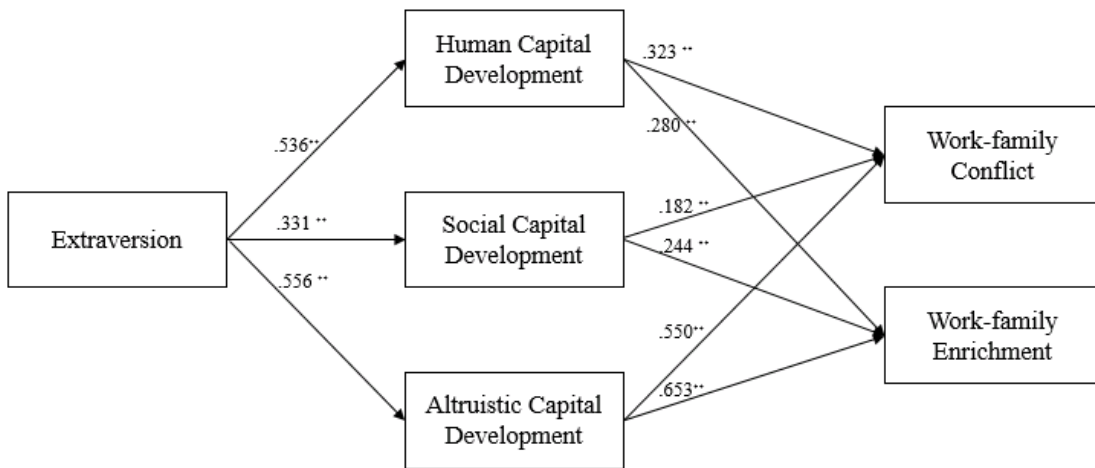 Human Capital
Development
.323 **
.280 **
.536**
Work-family
Conflict
Extraversion
.331 **
Social Capital
Development
.182 **
.244 **
.556 **
.550**
Work-family
Enrichment
Altruistic Capital
Development
.653**